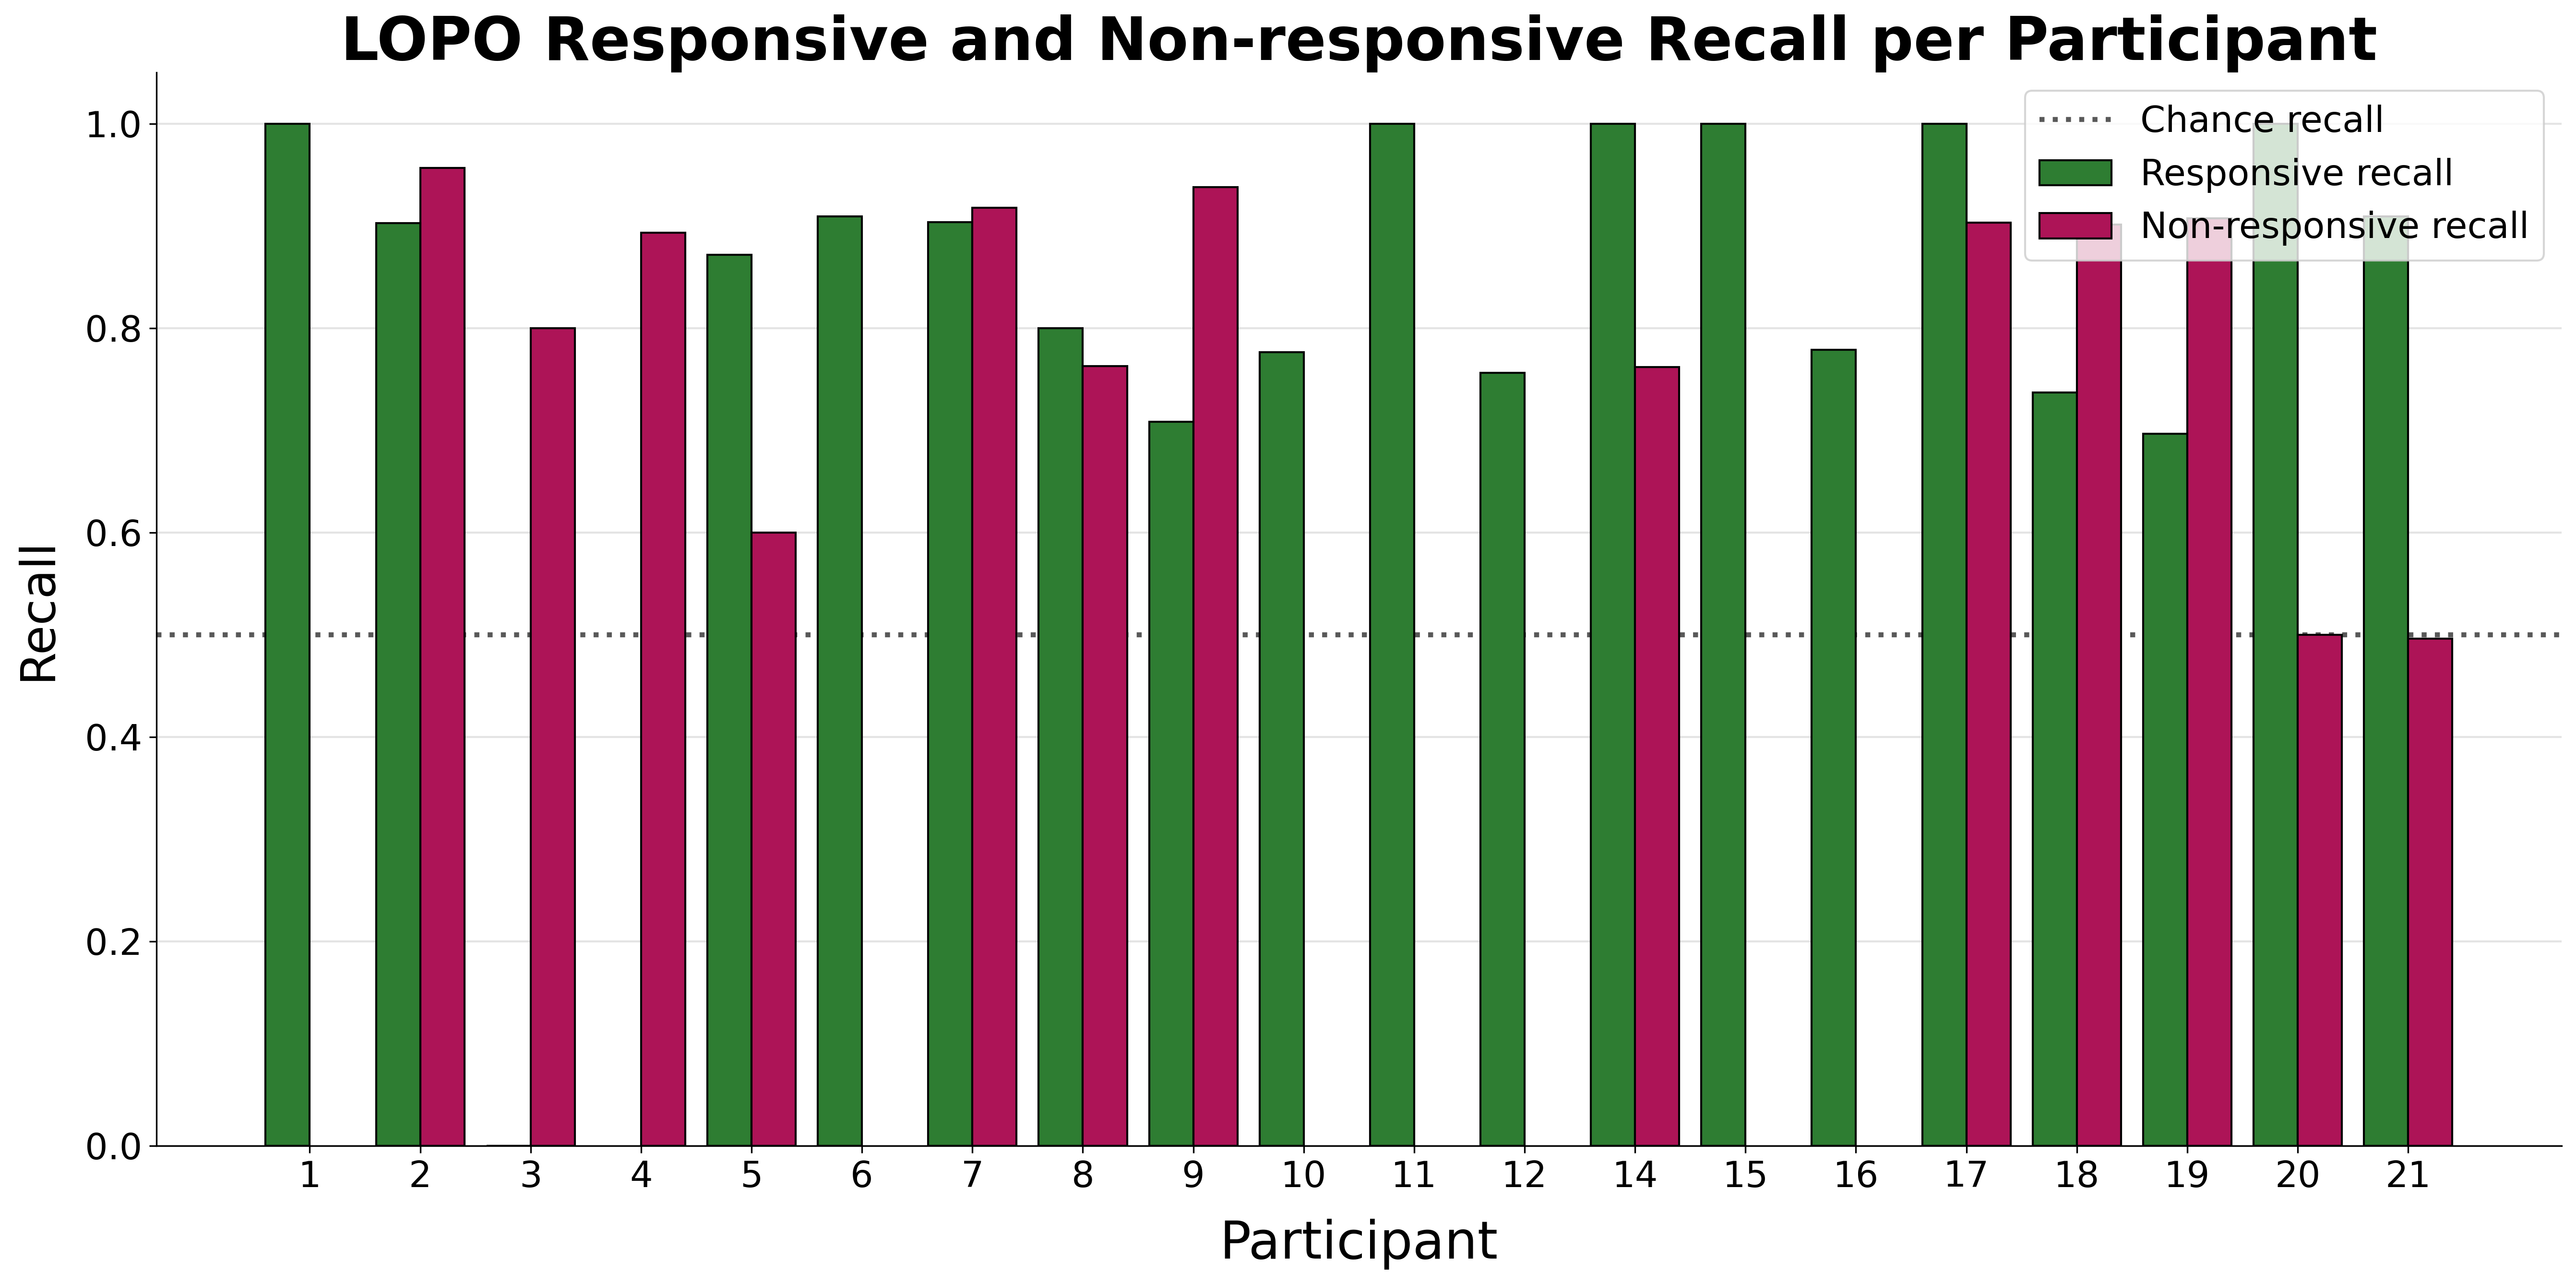 LOPO Responsive and Non-responsive Recall per Participant
Chance recall
Responsive recall
Non-responsive recall
Recall
1.0
0.8
0.6
0.4
0.2
0.0
1 2 3 4 5 6 7 8 9 10 11 12 14 15 16 17 18 19 20 21
Participant